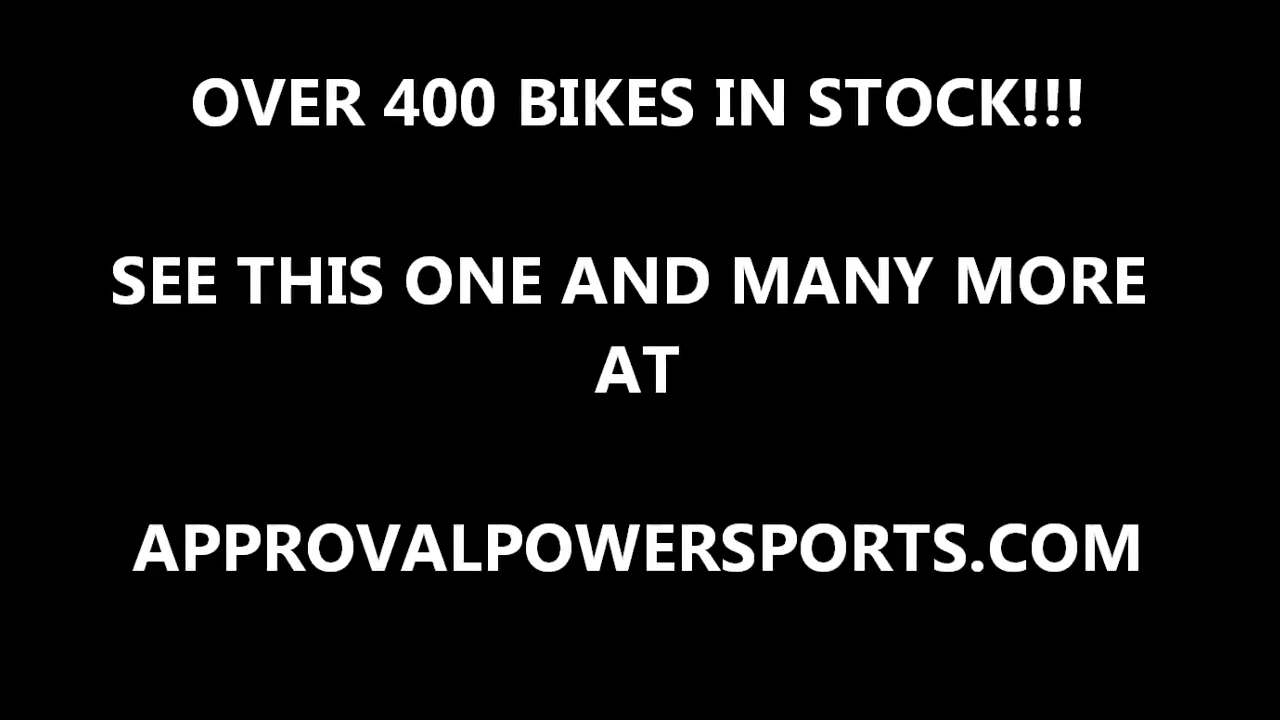 OVER 400 BIKES IN STOCK!!!
SEE THIS ONE AND MANY MORE
AT
APPROVALPOWERSPORTS.COM